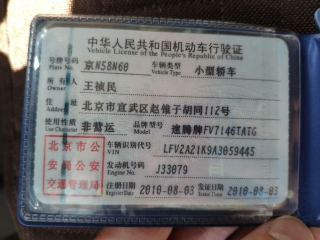 中华人民共和国机动车行驶证
Vehicle License of the People's Republic of China
号牌号码 京N58N60 车辆类型 小型轿车
Plate No. Vehicle Type
所有人 王祯民
Owner
住址 北京市宣武区赵锥子胡同112号
Address
使用性质 非营运 品牌型号 速腾牌FV7146TATG
Use Character Model
北京市公安局公安交通管理局
车辆识别代号 LFV2A21K9A3059445
VIN
发动机号码 J33079
Engine No.
注册日期 2010-08-03 发证日期 2010-08-03
Register Date Issue Date